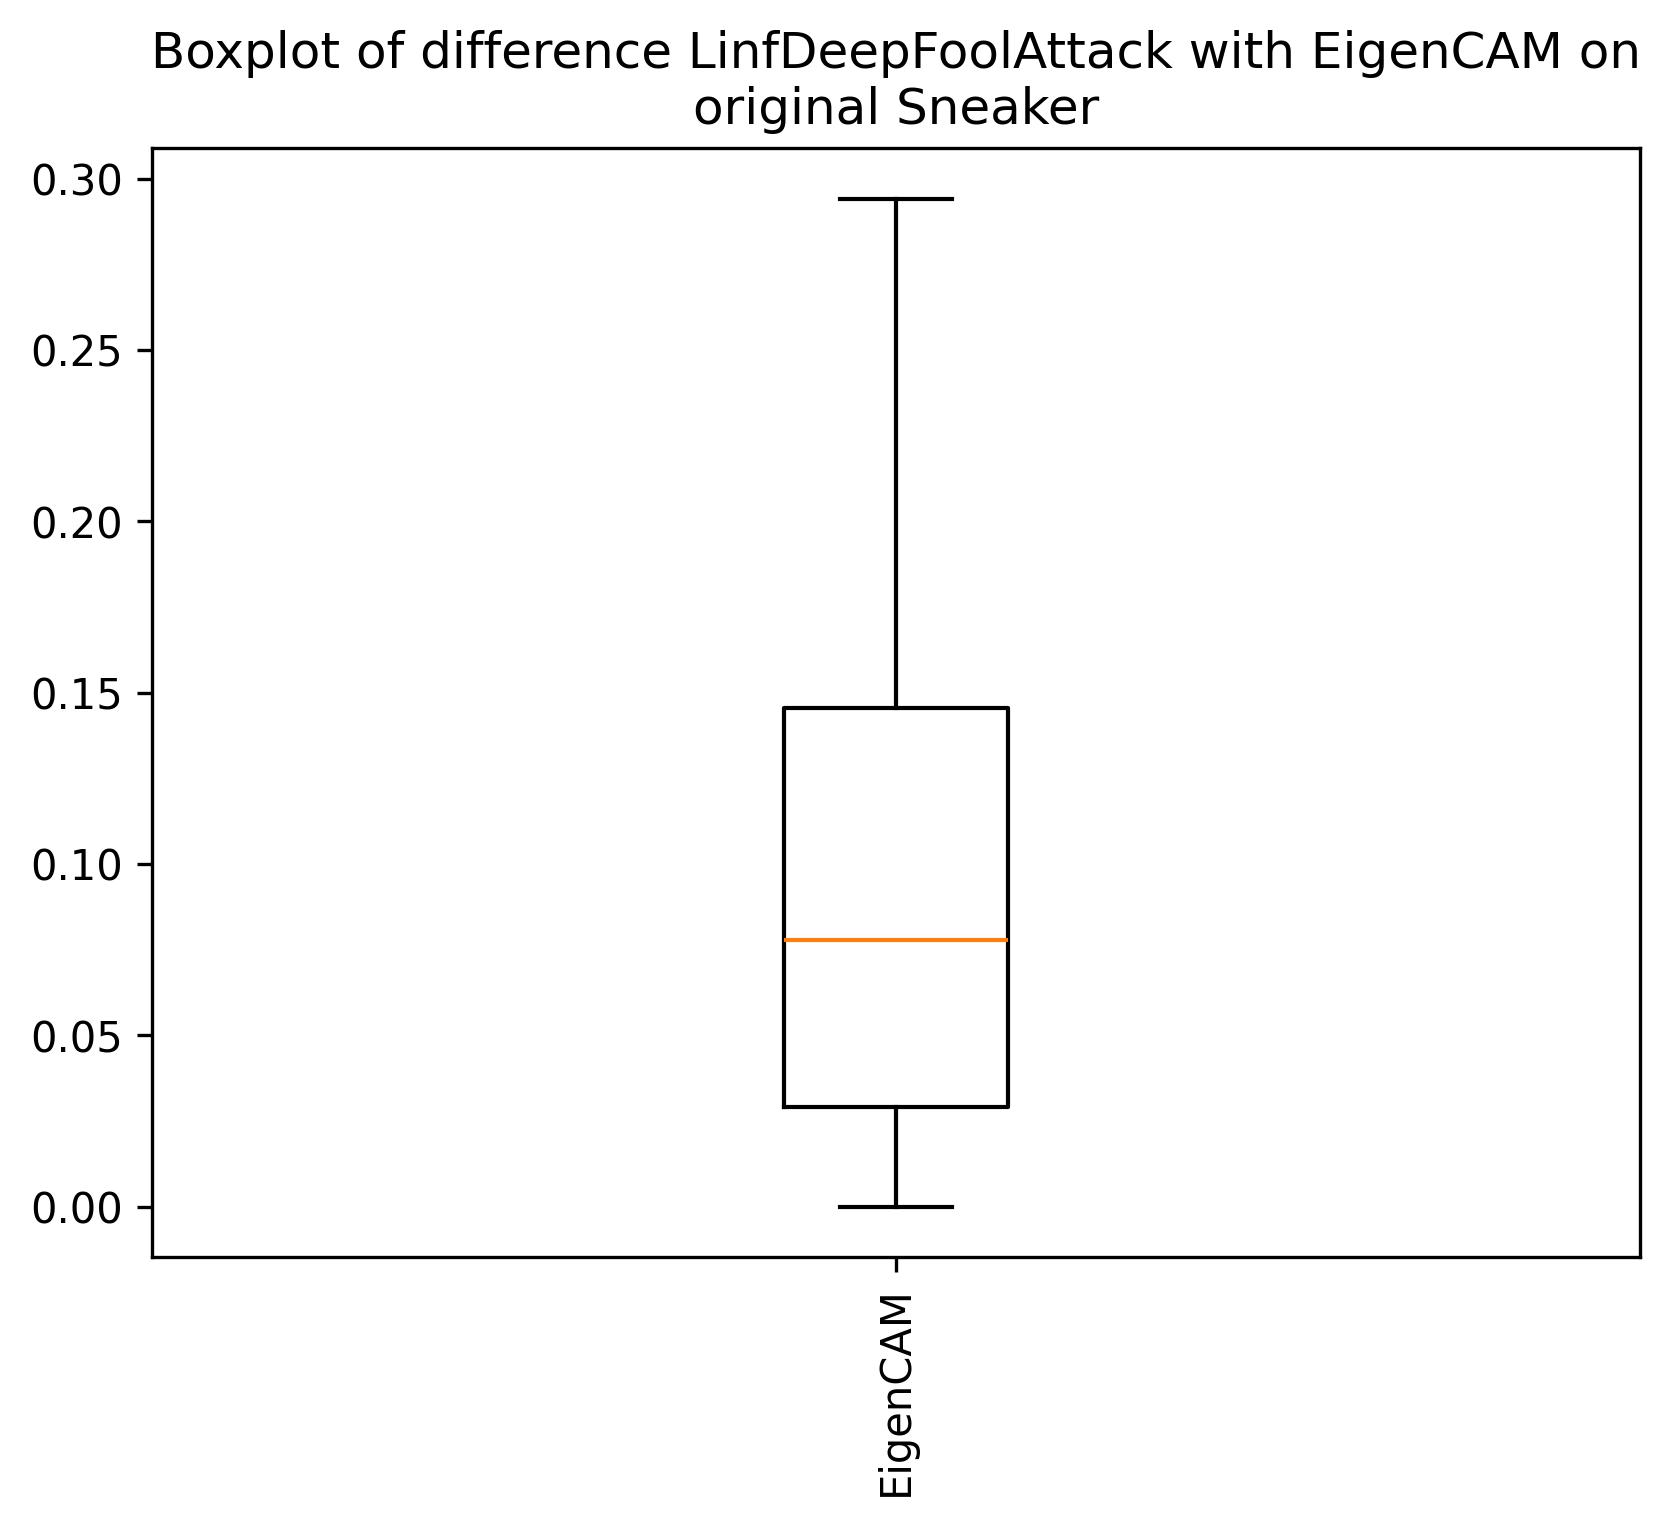 Boxplot of difference LinfDeepFoolAttack with EigenCAM on
original Sneaker
0.30
0.25
0.20
0.15
0.10
0.05
0.00
EigenCAM